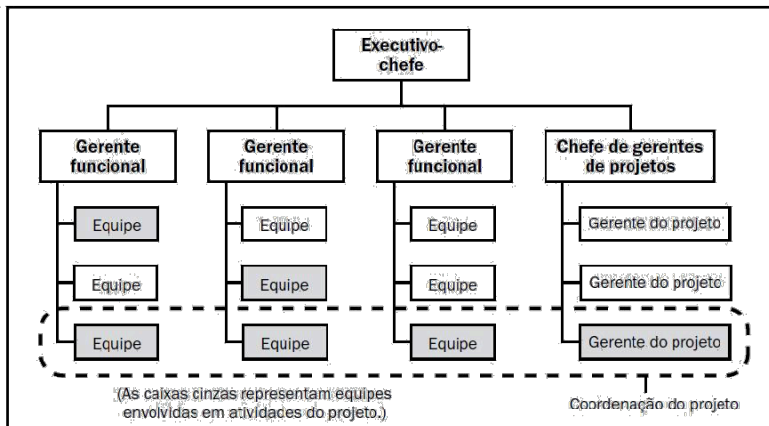 Executivo-
chefe
Gerente
funcional
Gerente
funcional
Gerente
funcional
Chefe de gerentes
de projetos
Equipe
Equipe
Equipe
Gerente do projeto
Equipe
Equipe
Equipe
Gerente do projeto
Equipe
Equipe
Equipe
Gerente do projeto
(As caixas cinzas representam equipes
envolvidas em atividades do projeto.)
Coordenação do projeto